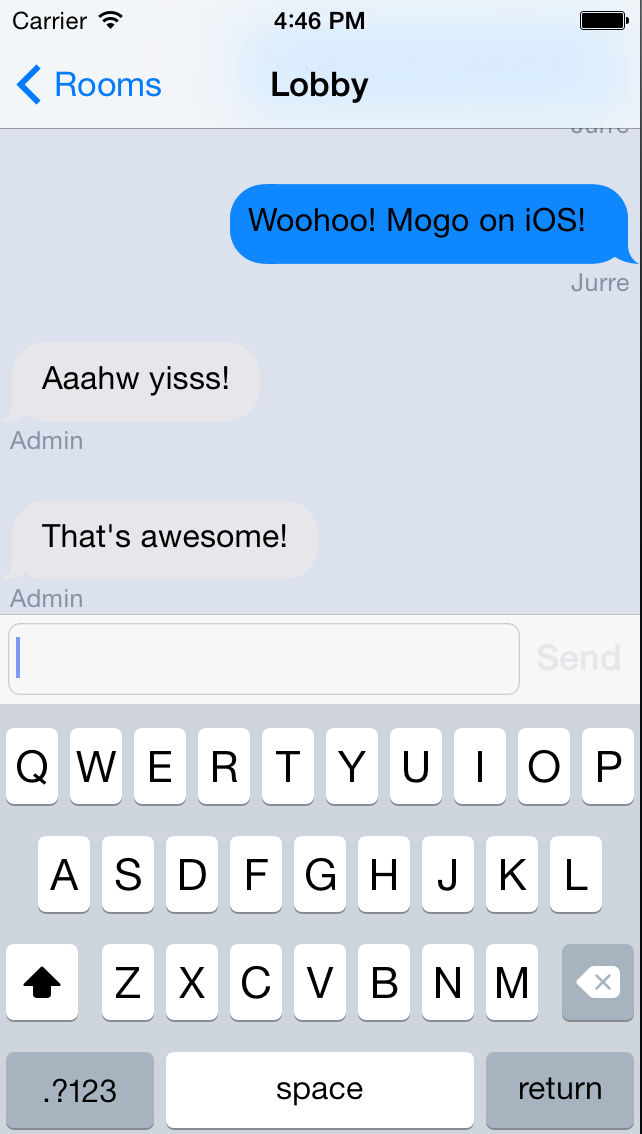 Carrier 4:46 PM
Rooms Lobby
Jurre
Woohoo! Mogo on iOS!
Jurre
Aaahw yisss!
Admin
That's awesome!
Admin
Send
Q W E R T Y U I O P
A S D F G H J K L
Z X C V B N M
.?123 space return